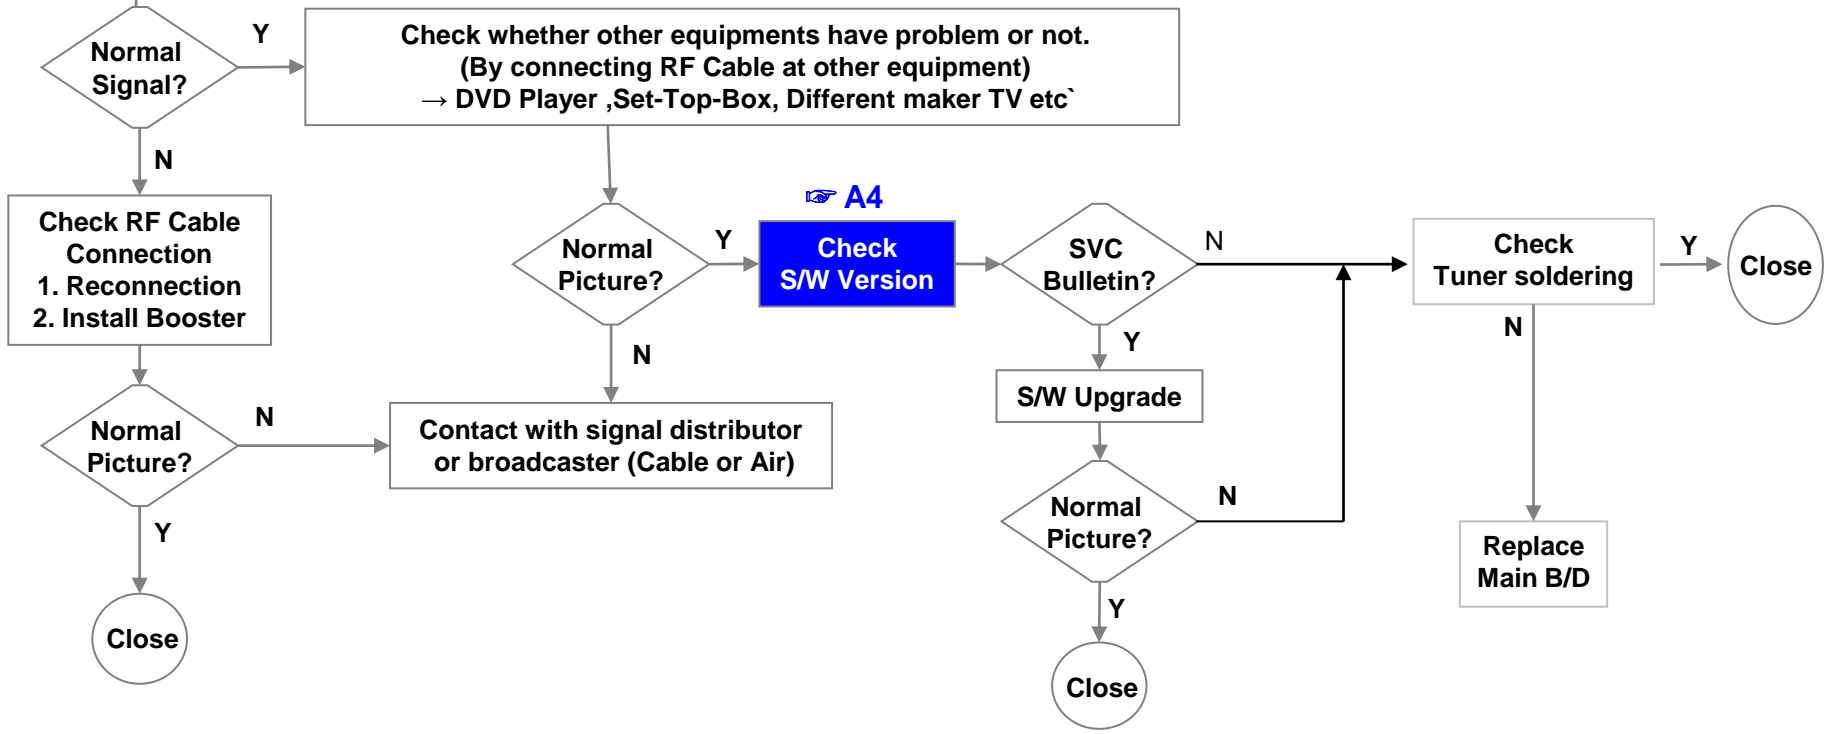 Normal
Signal?
Y
Check whether other equipments have problem or not.
(By connecting RF Cable at other equipment)
→ DVD Player ,Set-Top-Box, Different maker TV etc`
N
Check RF Cable
Connection
1. Reconnection
2. Install Booster
Normal
Picture?
N
Y
Close
Normal
Picture?
Y
N
Contact with signal distributor
or broadcaster (Cable or Air)
☞ A4
Check
S/W Version
SVC
Bulletin?
N
Y
S/W Upgrade
Normal
Picture?
N
Y
Close
Check
Tuner soldering
Y
Close
N
Replace
Main B/D